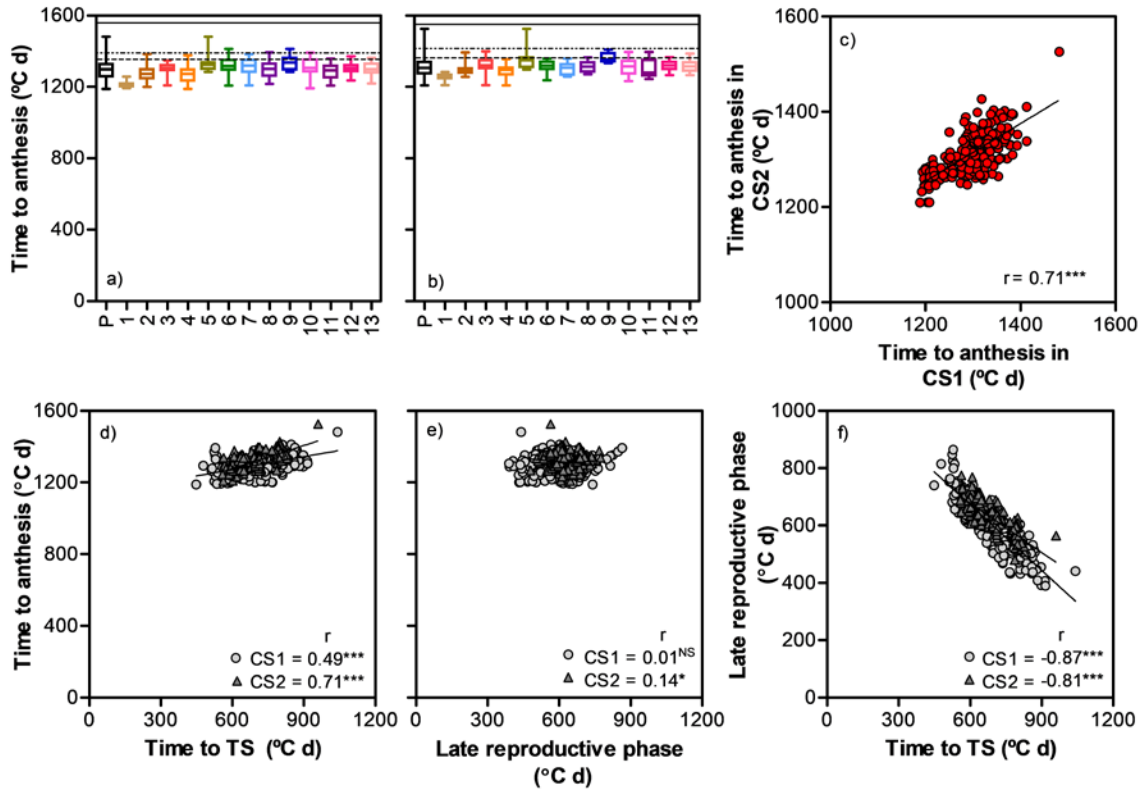 Time to anthesis (ºC d)
1600
1200
800
400
0
a)
P 1 2 3 4 5 6 7 8 9 10 11 12 13
b)
P 1 2 3 4 5 6 7 8 9 10 11 12 13
Time to anthesis in
CS2 (ºC d)
1600
1400
1200
1000
c)
r = 0.71***
1000 1200 1400 1600
Time to anthesis in
CS1 (ºC d)
Time to anthesis (°C d)
1600
1200
800
400
0
d)
r
CS1 = 0.49***
CS2 = 0.71***
0 300 600 900 1200
Time to TS (ºC d)
e)
r
CS1 = 0.01NS
CS2 = 0.14*
0 300 600 900 1200
Late reproductive phase
(°C d)
Late reproductive phase
(°C d)
1000
800
600
400
200
0
f)
r
CS1 = -0.87***
CS2 = -0.81***
0 300 600 900 1200
Time to TS (ºC d)